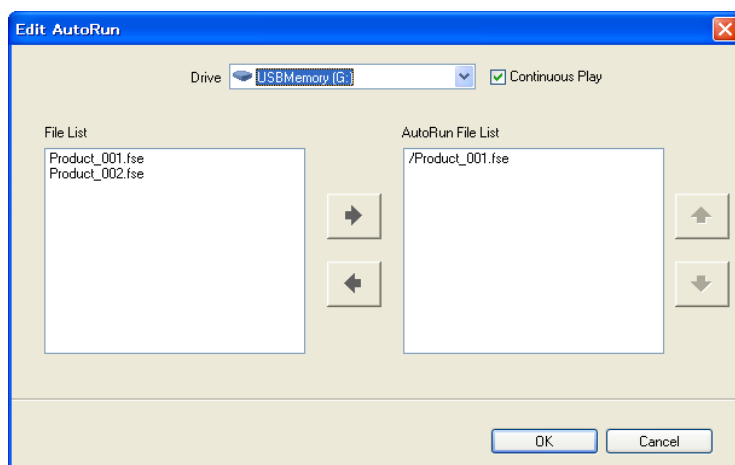 Edit AutoRun
Drive USBMemory (G:) Continuous Play
File List
Product_001.fse
Product_002.fse
AutoRun File List
/Product_001.fse
OK Cancel